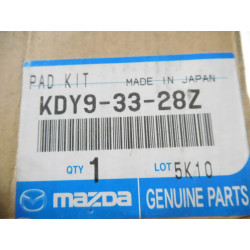 PAD KIT MADE IN JAPAN
KDY9-33-28Z
QTY 1 LOT 5K10
mazda GENUINE PARTS